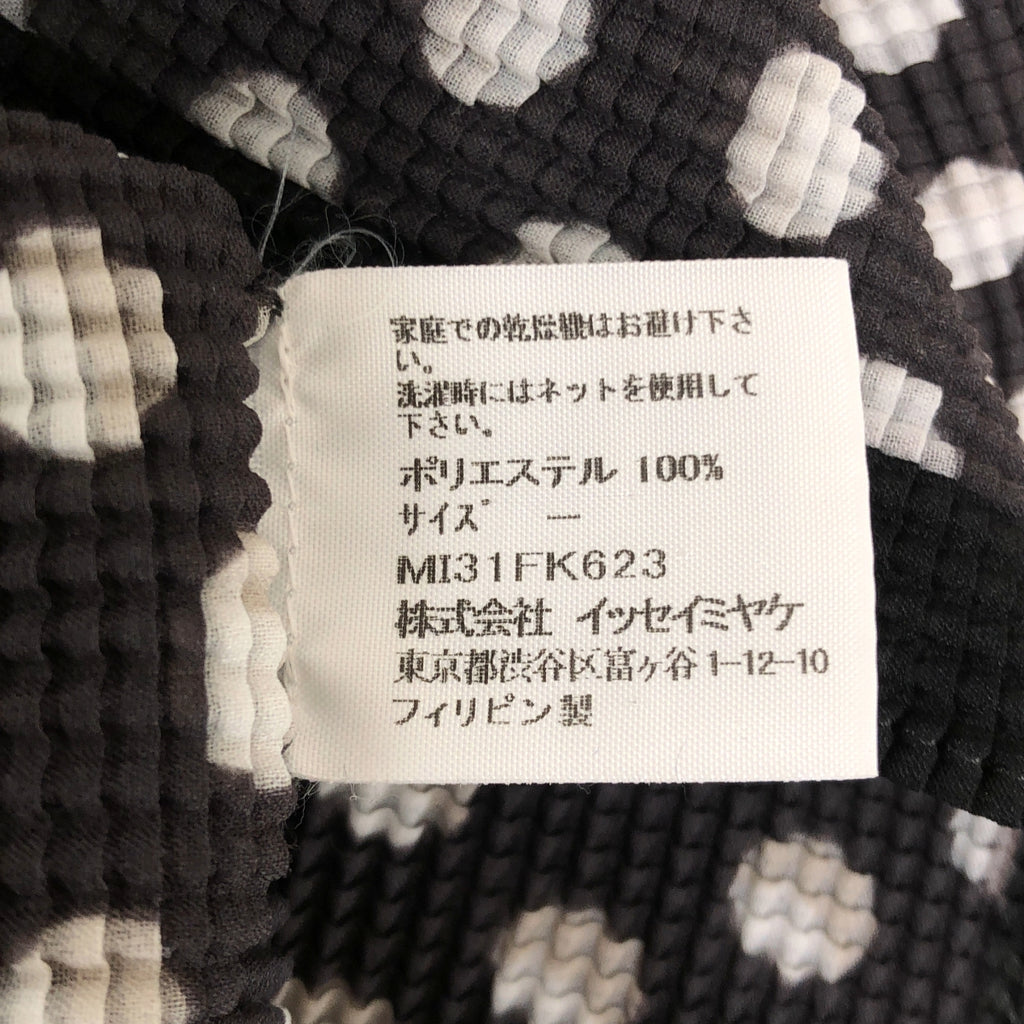 家庭での乾燥機はお避け下さ
い。
洗濯時にはネットを使用して
下さい。
ポリエステル 100%
サイズ ー
MI31FK623
株式会社 イッセイミヤケ
東京都渋谷区富ヶ谷1-12-10
フィリピン製